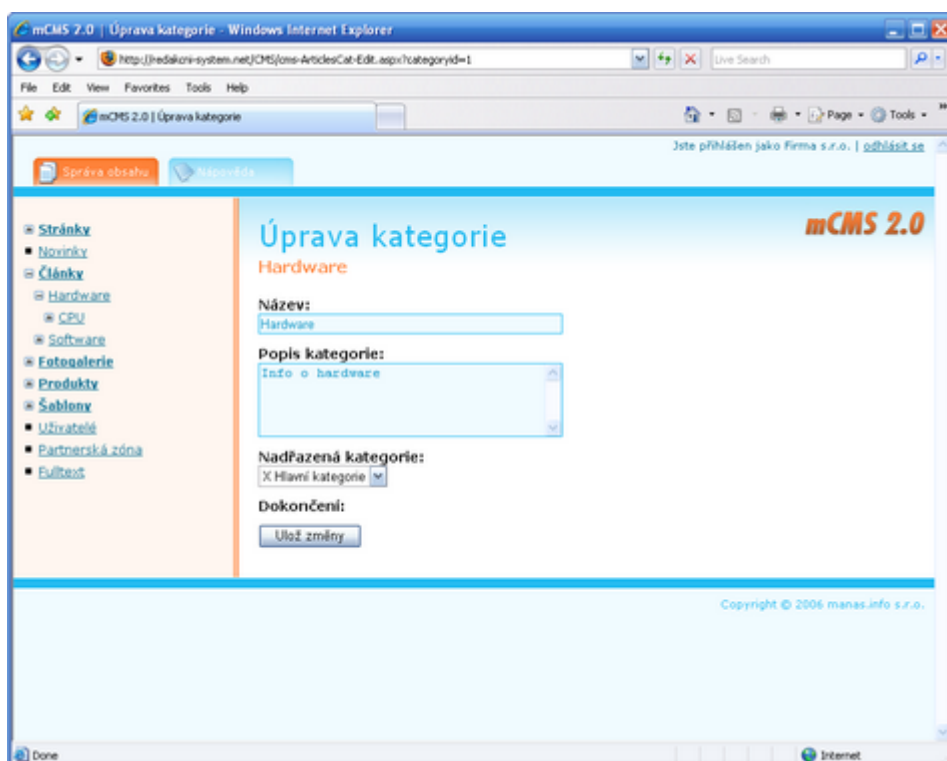 mCMS 2.0 | Úprava kategorie - Windows Internet Explorer
http://redakcni-system.net/CMS/cms-ArticlesCat-Edit.aspx?categoryid=1
Live Search
File Edit View Favorites Tools Help
mCMS 2.0 | Úprava kategorie
Page Tools
Jste přihlášen jako Firma s.r.o. | odhlásit se
Správa obsahu
Nápověda
mCMS 2.0
Stránky
Novinky
Články
Hardware
CPU
Software
Fotogalerie
Produkty
Šablony
Uživatelé
Partnerská zóna
Fulltext
Úprava kategorie
Hardware
Název:
Hardware
Popis kategorie:
Info o hardware
Nadřazená kategorie:
X Hlavní kategorie
Dokončení:
Ulož změny
Copyright © 2006 manas.info s.r.o.
Done
Internet